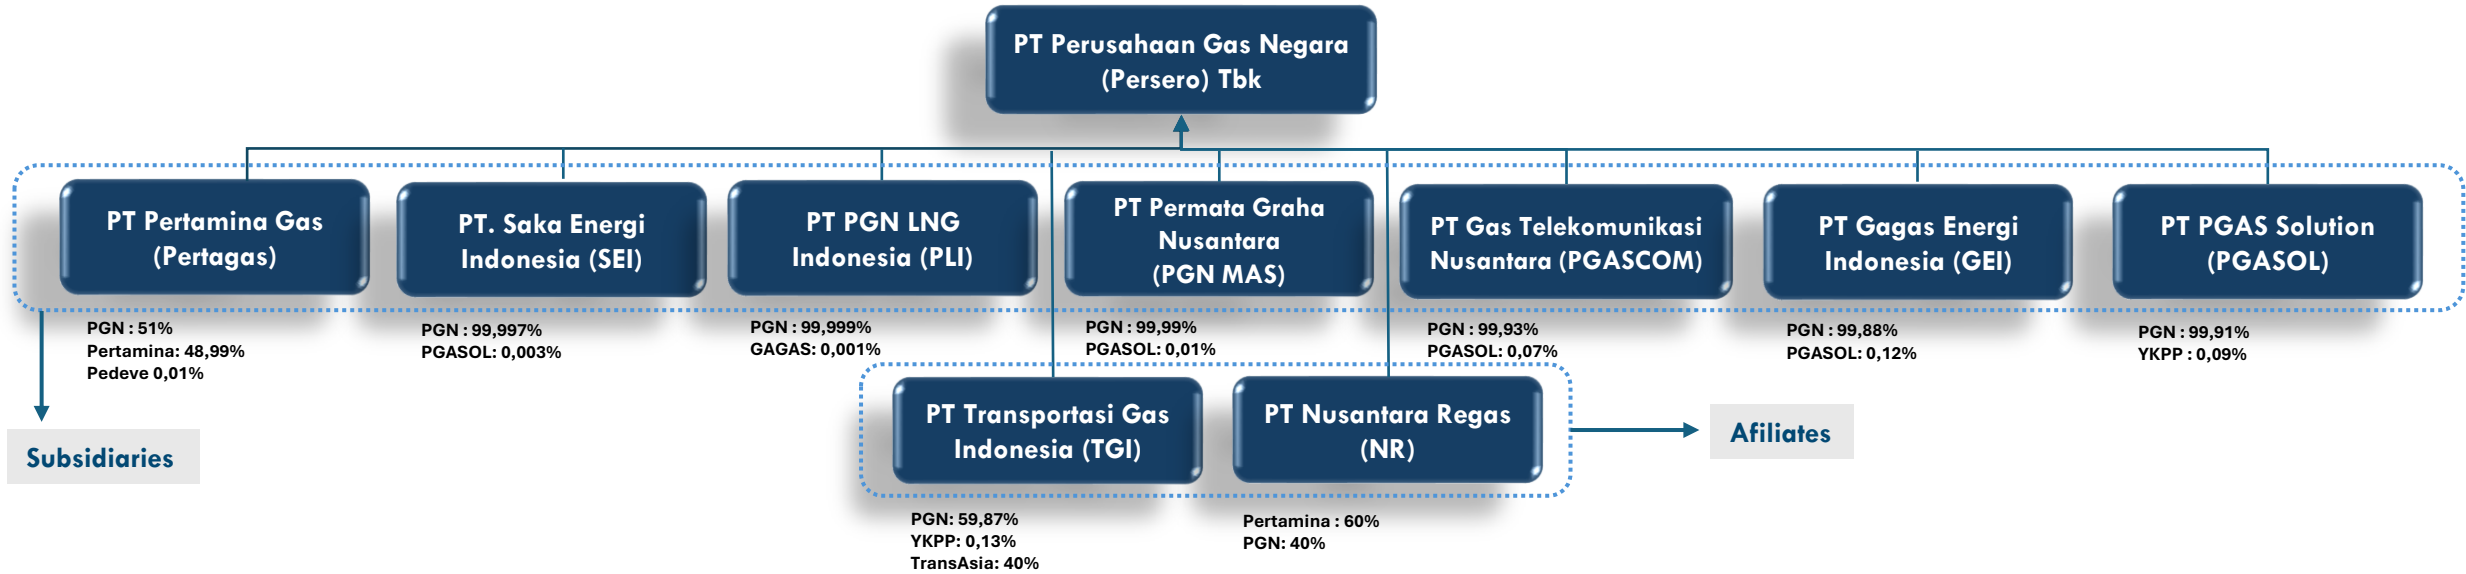 PT Perusahaan Gas Negara
(Persero) Tbk
PT Pertamina Gas
(Pertagas)
PT. Saka Energi
Indonesia (SEI)
PT PGN LNG
Indonesia (PLI)
PT Permata Graha
Nusantara
(PGN MAS)
PT Gas Telekomunikasi
Nusantara (PGASCOM)
PT Gagas Energi
Indonesia (GEI)
PT PGAS Solution
(PGASOL)
PGN : 51%
Pertamina: 48,99%
Pedeve 0,01%
PGN : 99,997%
PGASOL: 0,003%
PGN : 99,999%
GAGAS: 0,001%
PGN : 99,99%
PGASOL: 0,01%
PGN : 99,93%
PGASOL: 0,07%
PGN : 99,88%
PGASOL: 0,12%
PGN : 99,91%
YKPP : 0,09%
Subsidiaries
PT Transportasi Gas
Indonesia (TGI)
PT Nusantara Regas
(NR)
Afiliates
PGN: 59,87%
YKPP: 0,13%
TransAsia: 40%
Pertamina : 60%
PGN: 40%